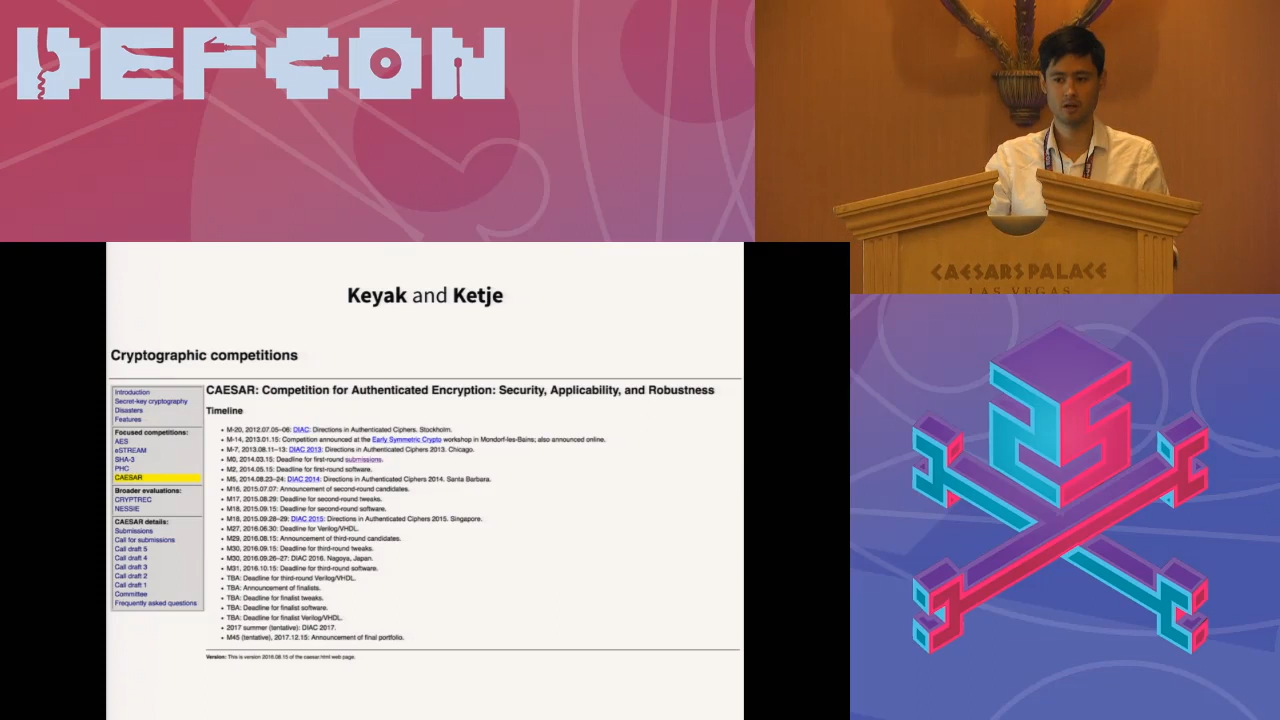 DEFCON
CAESARS PALACE
LAS VEGAS
Keyak and Ketje
Cryptographic competitions
Introduction
Secret-key cryptography
Disasters
Features
Focused competitions:
AES
eSTREAM
SHA-3
PHC
CAESAR
Broader evaluations:
CRYPTREC
NESSIE
CAESAR details:
Submissions
Call for submissions
Call draft 5
Call draft 4
Call draft 3
Call draft 2
Call draft 1
Committee
Frequently asked questions
CAESAR: Competition for Authenticated Encryption: Security, Applicability, and Robustness
Timeline
• M-20, 2012.07.05–06: DIAC: Directions in Authenticated Ciphers. Stockholm.
• M-14, 2013.01.15: Competition announced at the Early Symmetric Crypto workshop in Mondorf-les-Bains; also announced online.
• M-7, 2013.08.11–13: DIAC 2013: Directions in Authenticated Ciphers 2013. Chicago.
• M0, 2014.03.15: Deadline for first-round submissions.
• M2, 2014.05.15: Deadline for first-round software.
• M5, 2014.08.23–24: DIAC 2014: Directions in Authenticated Ciphers 2014. Santa Barbara.
• M16, 2015.07.07: Announcement of second-round candidates.
• M17, 2015.08.29: Deadline for second-round tweaks.
• M18, 2015.09.15: Deadline for second-round software.
• M18, 2015.09.28–29: DIAC 2015: Directions in Authenticated Ciphers 2015. Singapore.
• M27, 2016.06.30: Deadline for Verilog/VHDL.
• M29, 2016.08.15: Announcement of third-round candidates.
• M30, 2016.09.15: Deadline for third-round tweaks.
• M30, 2016.09.26–27: DIAC 2016. Nagoya, Japan.
• M31, 2016.10.15: Deadline for third-round software.
• TBA: Deadline for third-round Verilog/VHDL.
• TBA: Announcement of finalists.
• TBA: Deadline for finalist tweaks.
• TBA: Deadline for finalist software.
• TBA: Deadline for finalist Verilog/VHDL.
• 2017 summer (tentative): DIAC 2017.
• M45 (tentative), 2017.12.15: Announcement of final portfolio.
Version: This is version 2016.08.15 of the caesar.html web page.